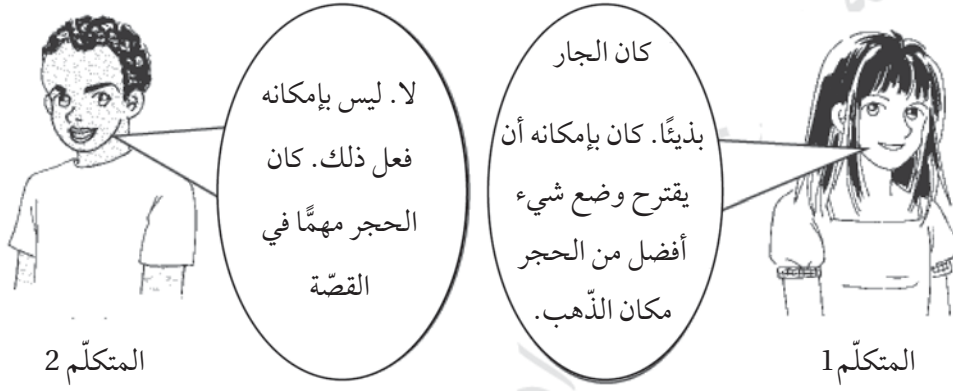 كان الجار
بذيئًا. كان بإمكانه أن
يقترح وضع شيء
أفضل من الحجر
مكان الذّهب.
المتكلّم1
لا. ليس بإمكانه
فعل ذلك. كان
الحجر مهمًّا في
القصّة
المتكلّم 2